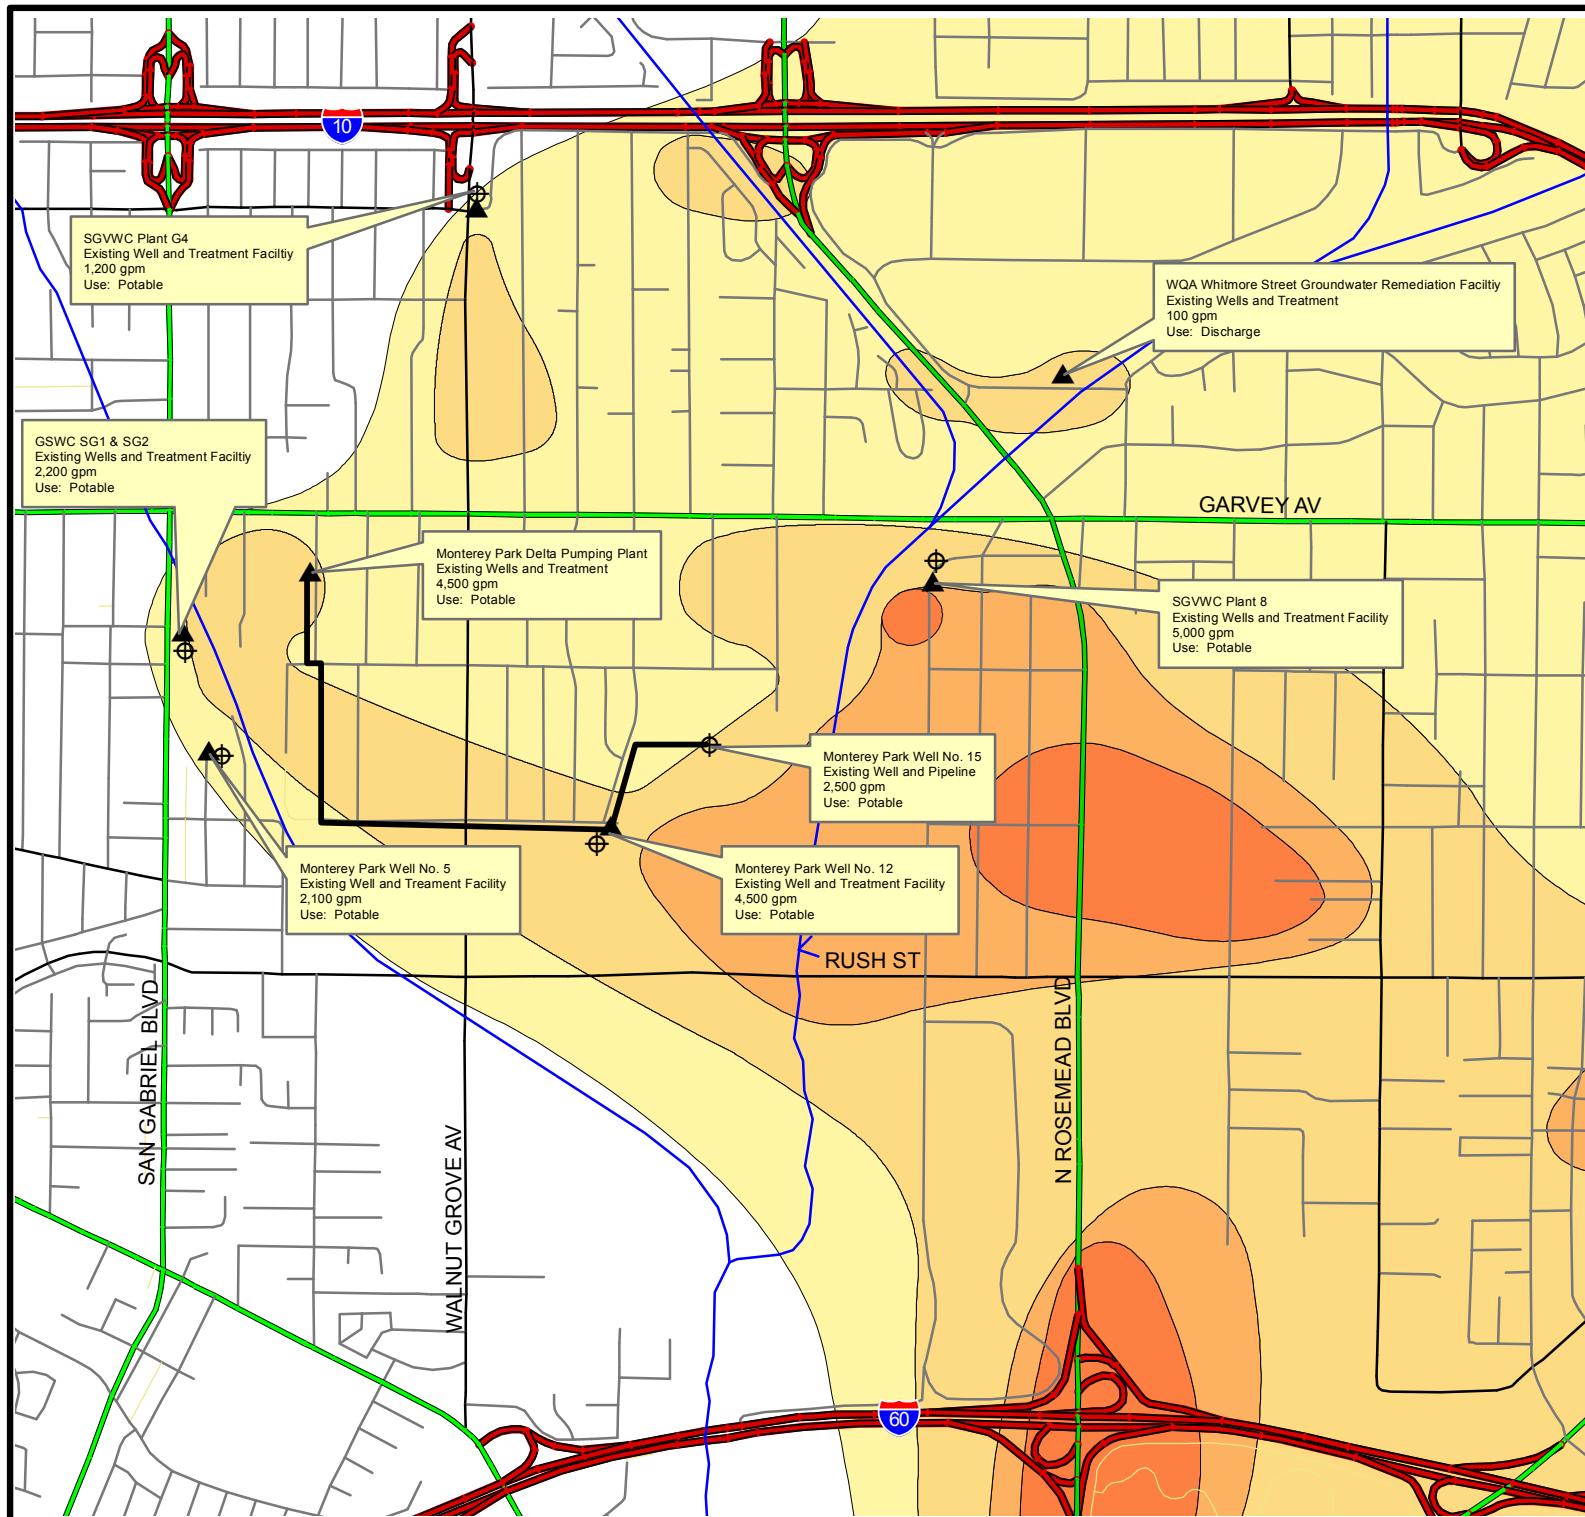 10
SGVWC Plant G4
Existing Well and Treatment Faciltiy
1,200 gpm
Use: Potable
WQA Whitmore Street Groundwater Remediation Faciltiy
Existing Wells and Treatment
100 gpm
Use: Discharge
GSWC SG1 & SG2
Existing Wells and Treatment Faciltiy
2,200 gpm
Use: Potable
GARVEY AV
Monterey Park Delta Pumping Plant
Existing Wells and Treatment
4,500 gpm
Use: Potable
SGVWC Plant 8
Existing Wells and Treatment Facility
5,000 gpm
Use: Potable
Monterey Park Well No. 15
Existing Well and Pipeline
2,500 gpm
Use: Potable
Monterey Park Well No. 5
Existing Well and Treament Facility
2,100 gpm
Use: Potable
Monterey Park Well No. 12
Existing Well and Treatment Facility
4,500 gpm
Use: Potable
RUSH ST
SAN GABRIEL BLVD
WALNUT GROVE AV
N ROSEMEAD BLVD
60